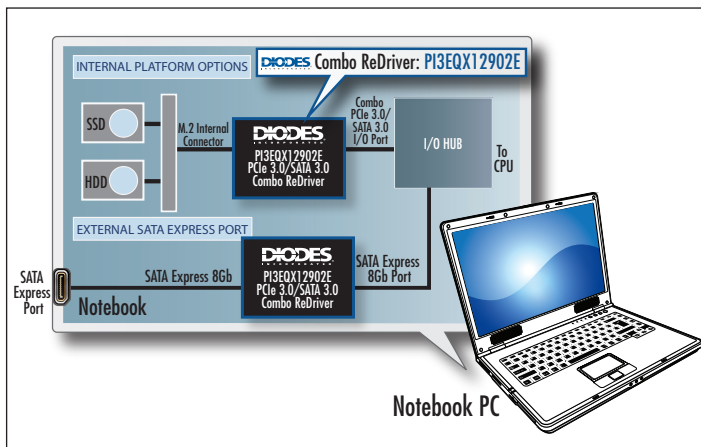 INTERNAL PLATFORM OPTIONS
DIODES INCORPORATED Combo ReDriver: PI3EQX12902E
SSD
HDD
M.2 Internal
Connector
DIODES
INCORPORATED
PI3EQX12902E
PCIe 3.0/SATA 3.0
Combo ReDriver
Combo
PCIe 3.0/
SATA 3.0
I/O Port
I/O HUB
To
CPU
EXTERNAL SATA EXPRESS PORT
SATA
Express
Port
SATA Express 8Gb
DIODES
INCORPORATED
PI3EQX12902E
PCIe 3.0/SATA 3.0
Combo ReDriver
SATA Express
8Gb Port
Notebook
Notebook PC